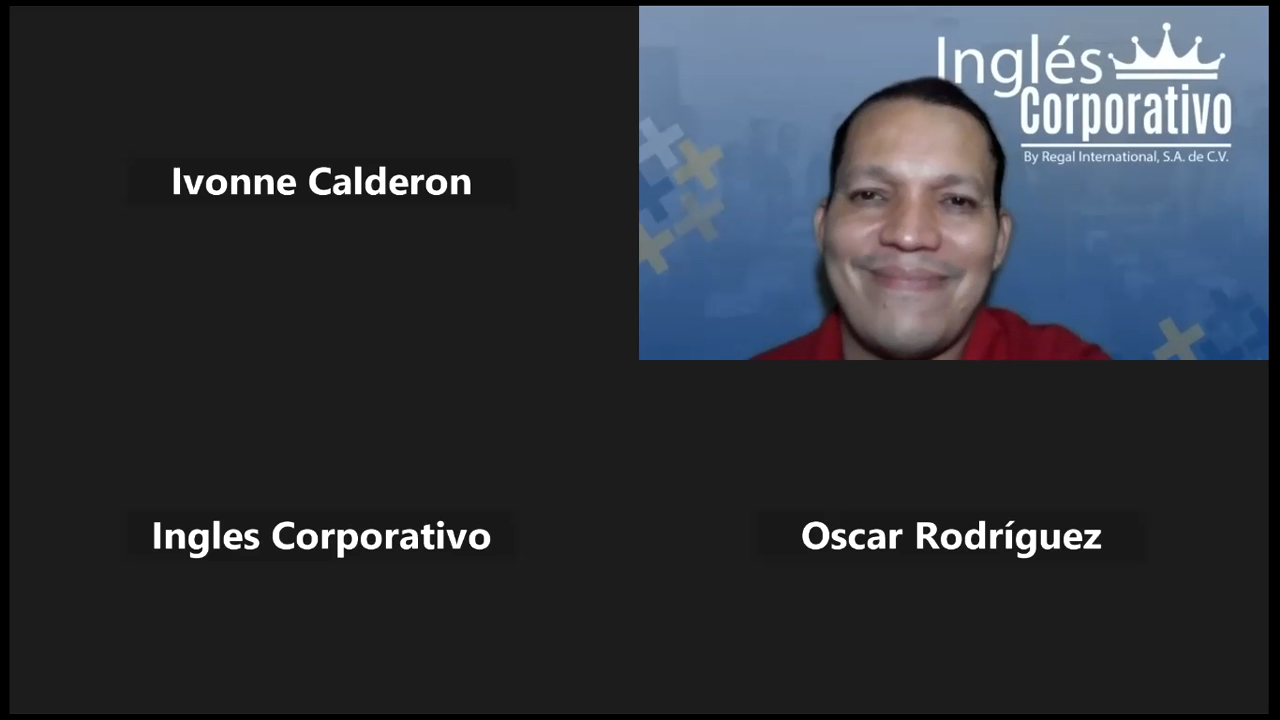 Ivonne Calderon
Inglés
Corporativo
By Regal International, S.A. de C.V.
Ingles Corporativo
Oscar Rodríguez